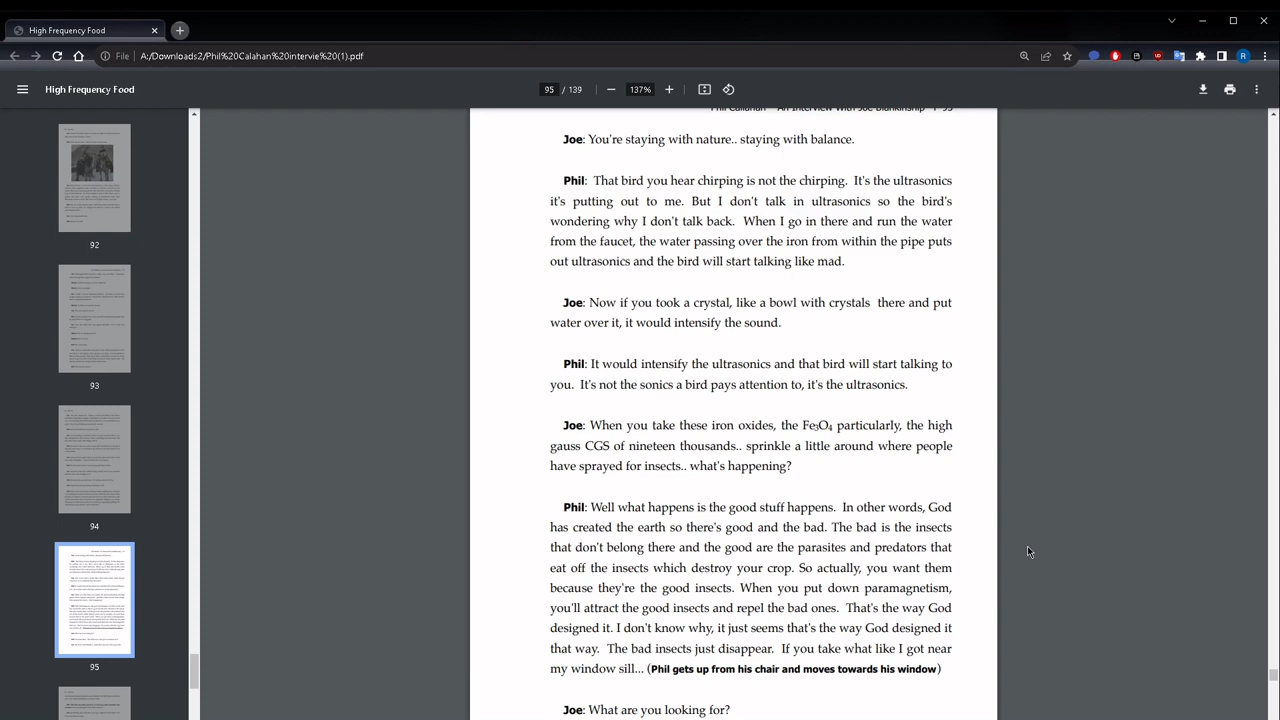 High Frequency Food
File A:/Downloads2/Phil%20Calahan%20intervie%20(1).pdf
High Frequency Food
95 / 139
137%
92
93
94
95
Joe: You're staying with nature.. staying with balance.
Phil: That bird you hear chirping is not the chirping. It's the ultrasonics
it's putting out to me. But I don't talk in ultrasonics so the bird's
wondering why I don't talk back. When I go in there and run the water
from the faucet, the water passing over the iron from within the pipe puts
out ultrasonics and the bird will start talking like mad.
Joe: Now if you took a crystal, like a bowl with crystals there and put
water over it, it would intensify the sound.
Phil: It would intensify the ultrasonics and that bird will start talking to
you. It's not the sonics a bird pays attention to, it's the ultrasonics.
Joe: When you take these iron oxides, the Fe3O4 particularly, the high
gauss CGS of nineteen thousands.. sprinkle a little around where people
have sprayed for insects.. what's happening?
Phil: Well what happens is the good stuff happens. In other words, God
has created the earth so there's good and the bad. The bad is the insects
that don't belong there and the good are the parasites and predators that
eat off the insects which destroy your crop. So actually, you want them
because they're the good insects. When you put down paramagnetism,
you'll attract the good insects and repel the bad ones. That's the way God
designed it. I don't know why, it just seems that's the way God designed it
that way. The bad insects just disappear. If you take what like I got near
my window sill... (Phil gets up from his chair and moves towards his window)
Joe: What are you looking for?